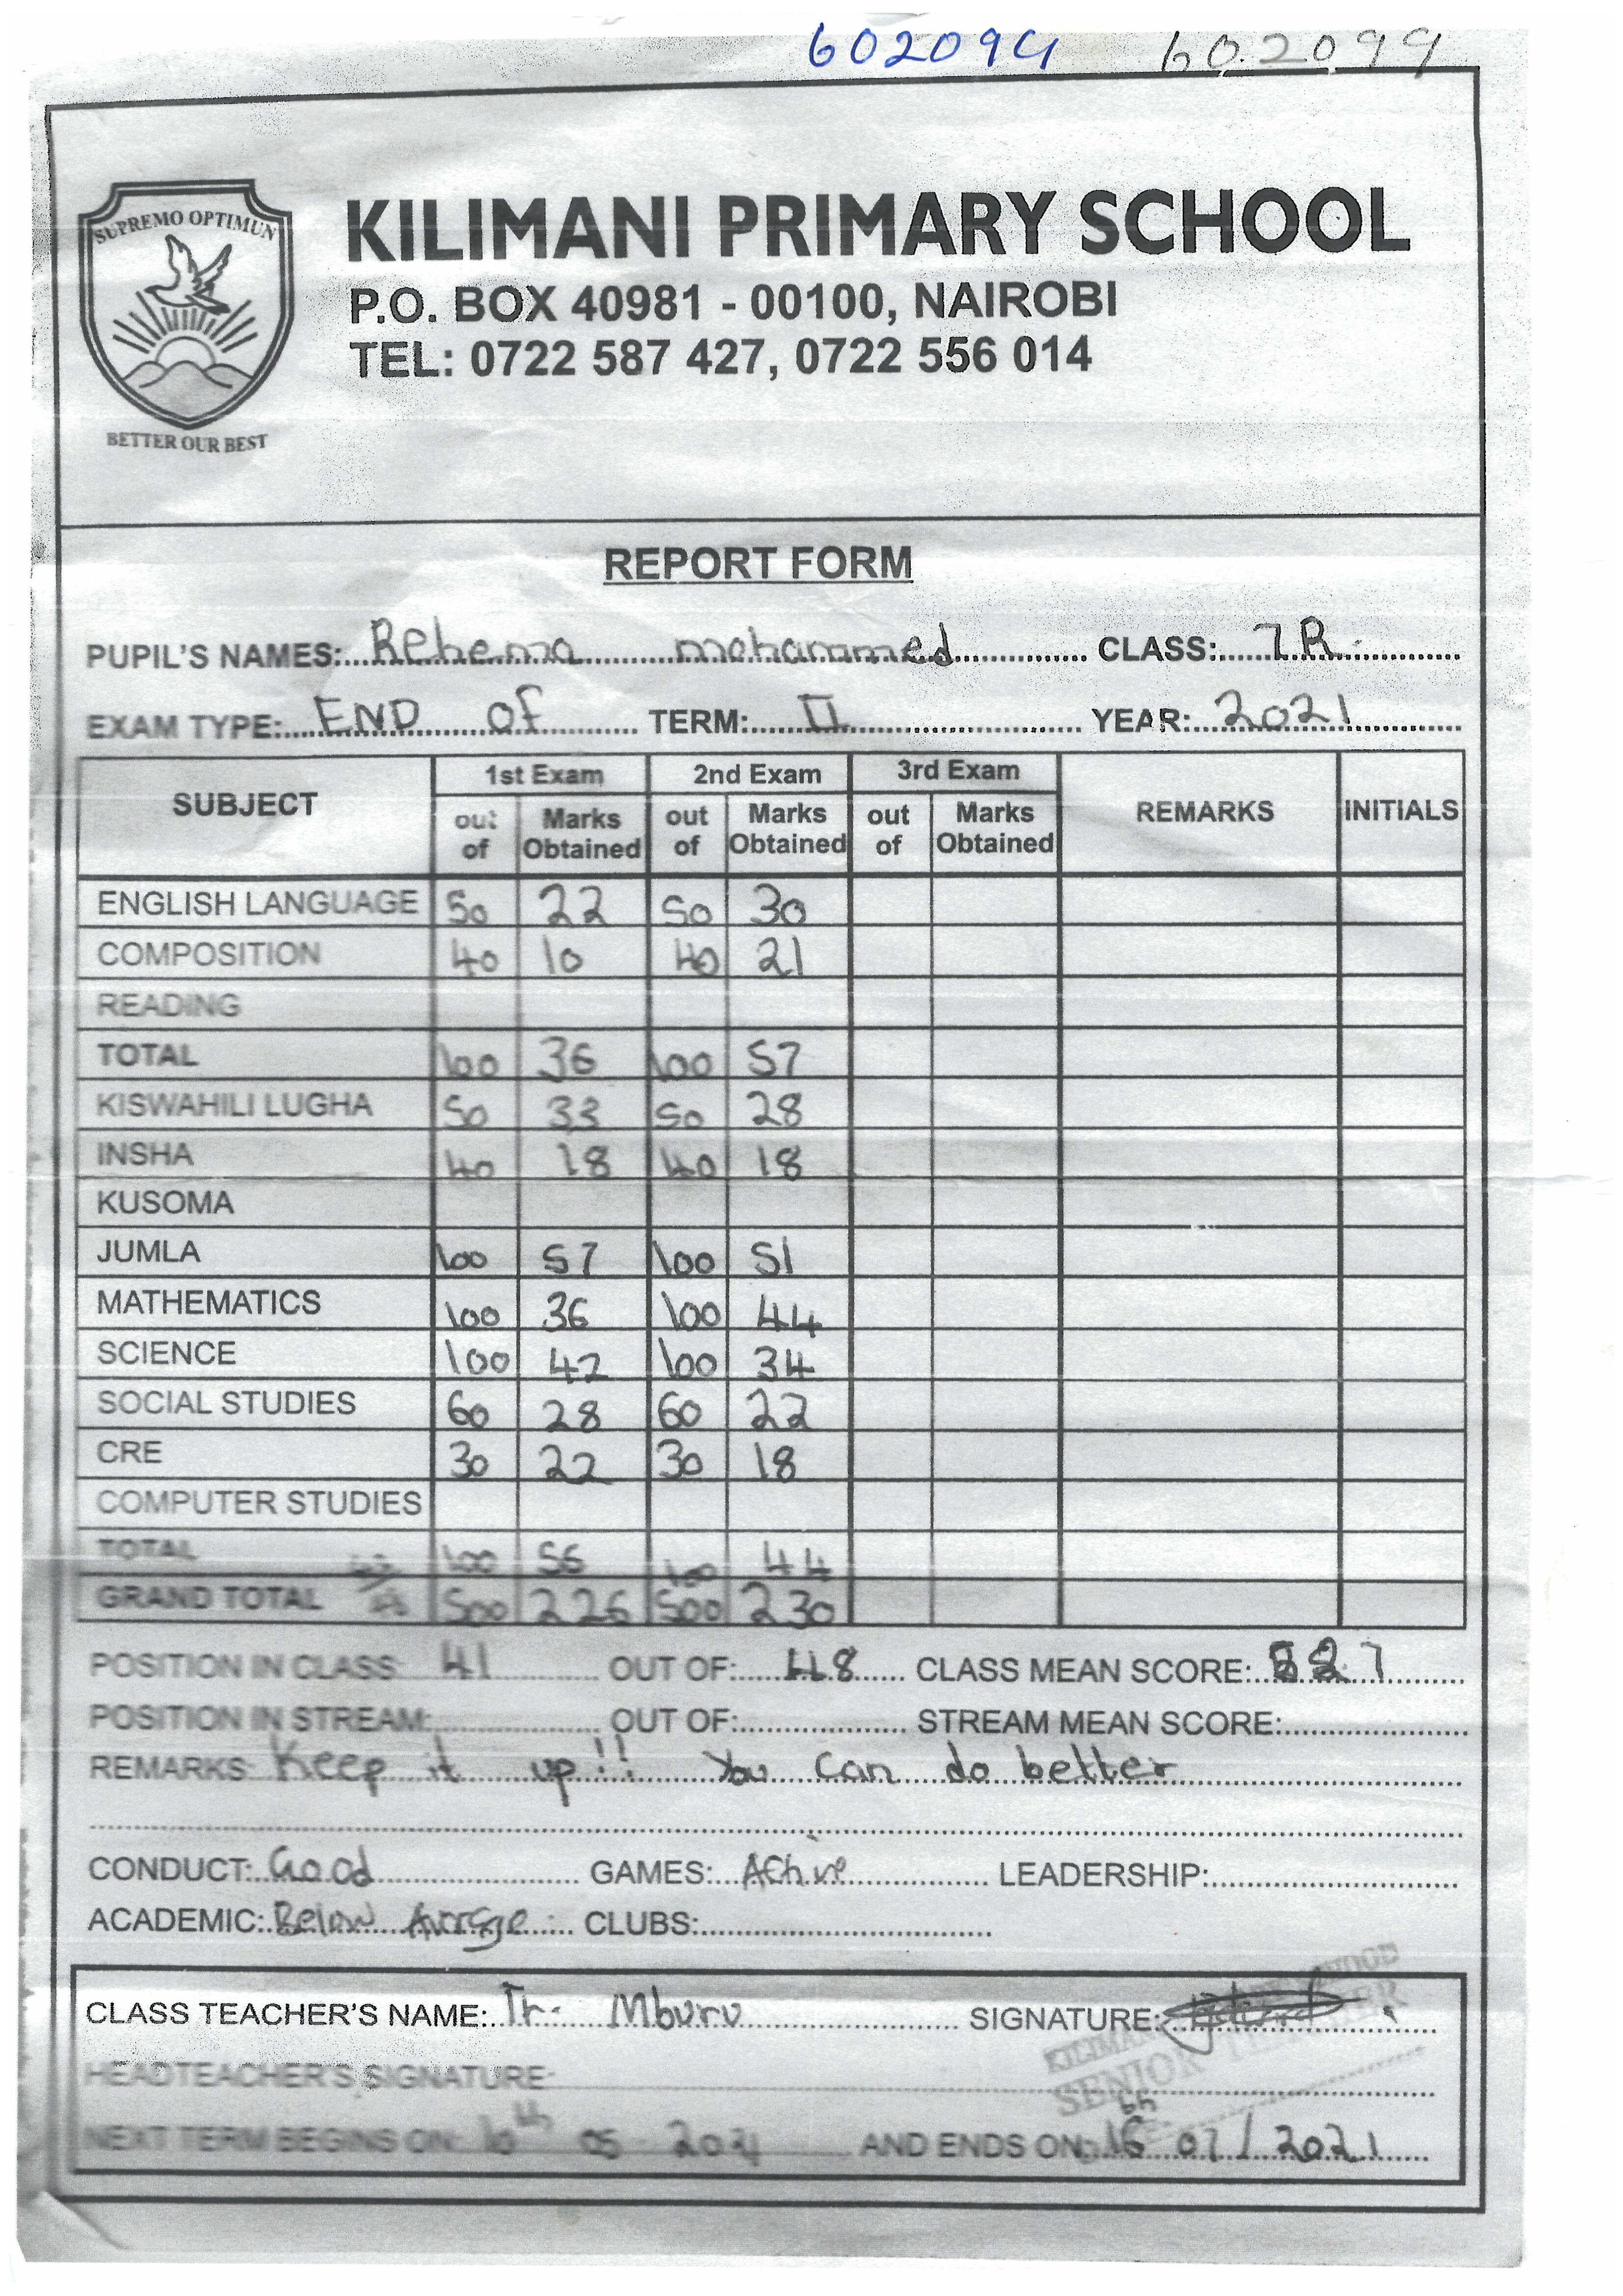 602099 602099
SUPREMO OPTIMUN
BETTER OUR BEST
KILIMANI PRIMARY SCHOOL
P.O. BOX 40981 - 00100, NAIROBI
TEL: 0722 587 427, 0722 556 014
REPORT FORM
PUPIL'S NAMES: Rehema mohammed CLASS: 7R
EXAM TYPE: END Of TERM: II YEAR: 2021
SUBJECT 1st Exam 2nd Exam 3rd Exam REMARKS INITIALS
out of Marks Obtained out of Marks Obtained out of Marks Obtained
ENGLISH LANGUAGE 50 22 50 30
COMPOSITION 40 10 40 21
READING
TOTAL 100 36 100 57
KISWAHILI LUGHA 50 33 50 28
INSHA 40 18 40 18
KUSOMA
JUMLA 100 57 100 51
MATHEMATICS 100 36 100 44
SCIENCE 100 42 100 34
SOCIAL STUDIES 60 28 60 22
CRE 30 22 30 18
COMPUTER STUDIES
TOTAL 100 56 100 44
GRAND TOTAL 500 226 500 230
POSITION IN CLASS: 41 OUT OF: 48 CLASS MEAN SCORE:
POSITION IN STREAM: OUT OF: STREAM MEAN SCORE:
REMARKS: Keep it up!! You can do better
CONDUCT: Good GAMES: Active LEADERSHIP:
ACADEMIC: Below Average CLUBS:
CLASS TEACHER'S NAME: Tr. Mburu SIGNATURE:
HEADTEACHER'S SIGNATURE
SENIOR TEACHER
NEXT TERM BEGINS ON: 10th 05 2021 AND ENDS ON: 16th 07/2021